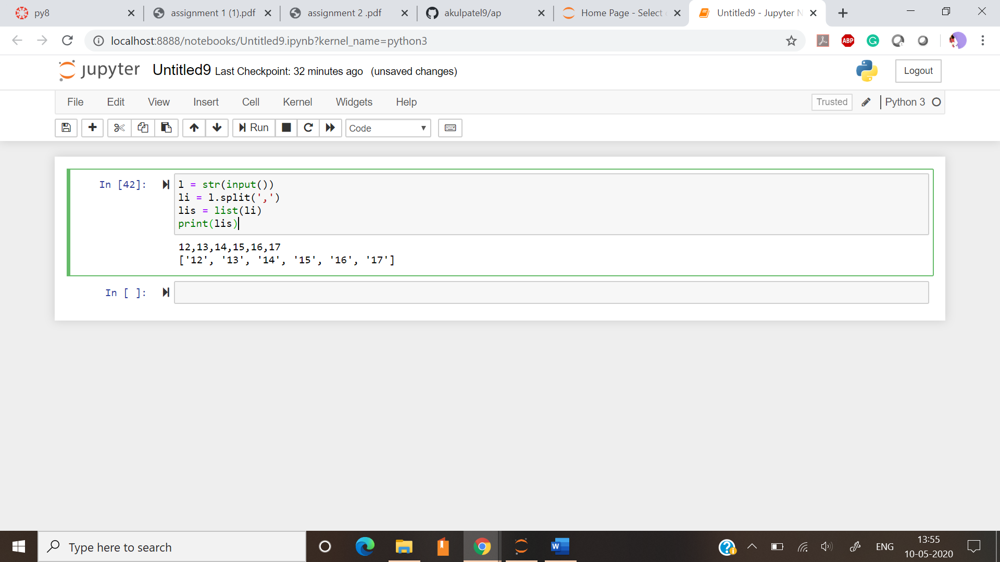 py8
assignment 1 (1).pdf
assignment 2 .pdf
akulpatel9/ap
Home Page - Select
Untitled9 - Jupyter N
localhost:8888/notebooks/Untitled9.ipynb?kernel_name=python3
ABP
jupyter Untitled9 Last Checkpoint: 32 minutes ago (unsaved changes)
Logout
File Edit View Insert Cell Kernel Widgets Help
Trusted Python 3
Run Code
In [42]:
l = str(input())
li = l.split(',')
lis = list(li)
print(lis)
12,13,14,15,16,17
['12', '13', '14', '15', '16', '17']
In [ ]:
Type here to search
ENG
13:55
10-05-2020